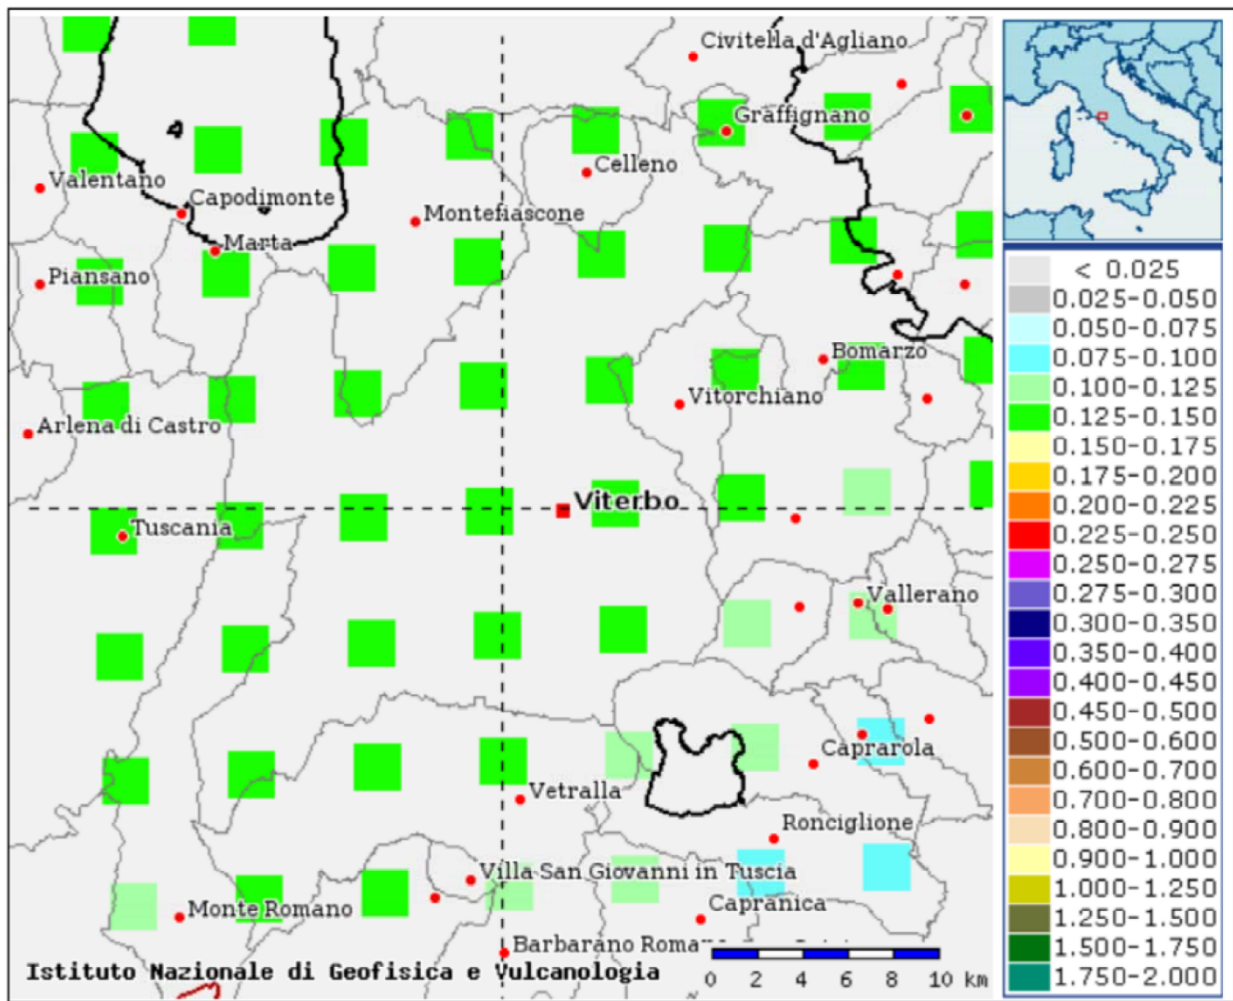 Civitella d'Agliano
Graffignano
Celleno
Valentano
Capodimonte
Montefiascone
Marta
Piansano
Bomarzo
Vitorchiano
Arlena di Castro
Viterbo
Tuscania
Vallerano
Caprarola
Vetralla
Ronciglione
Villa San Giovanni in Tuscia
Monte Romano
Capranica
Barbarano Roma
Istituto Nazionale di Geofisica e Vulcanologia
0 2 4 6 8 10 km
< 0.025
0.025-0.050
0.050-0.075
0.075-0.100
0.100-0.125
0.125-0.150
0.150-0.175
0.175-0.200
0.200-0.225
0.225-0.250
0.250-0.275
0.275-0.300
0.300-0.350
0.350-0.400
0.400-0.450
0.450-0.500
0.500-0.600
0.600-0.700
0.700-0.800
0.800-0.900
0.900-1.000
1.000-1.250
1.250-1.500
1.500-1.750
1.750-2.000